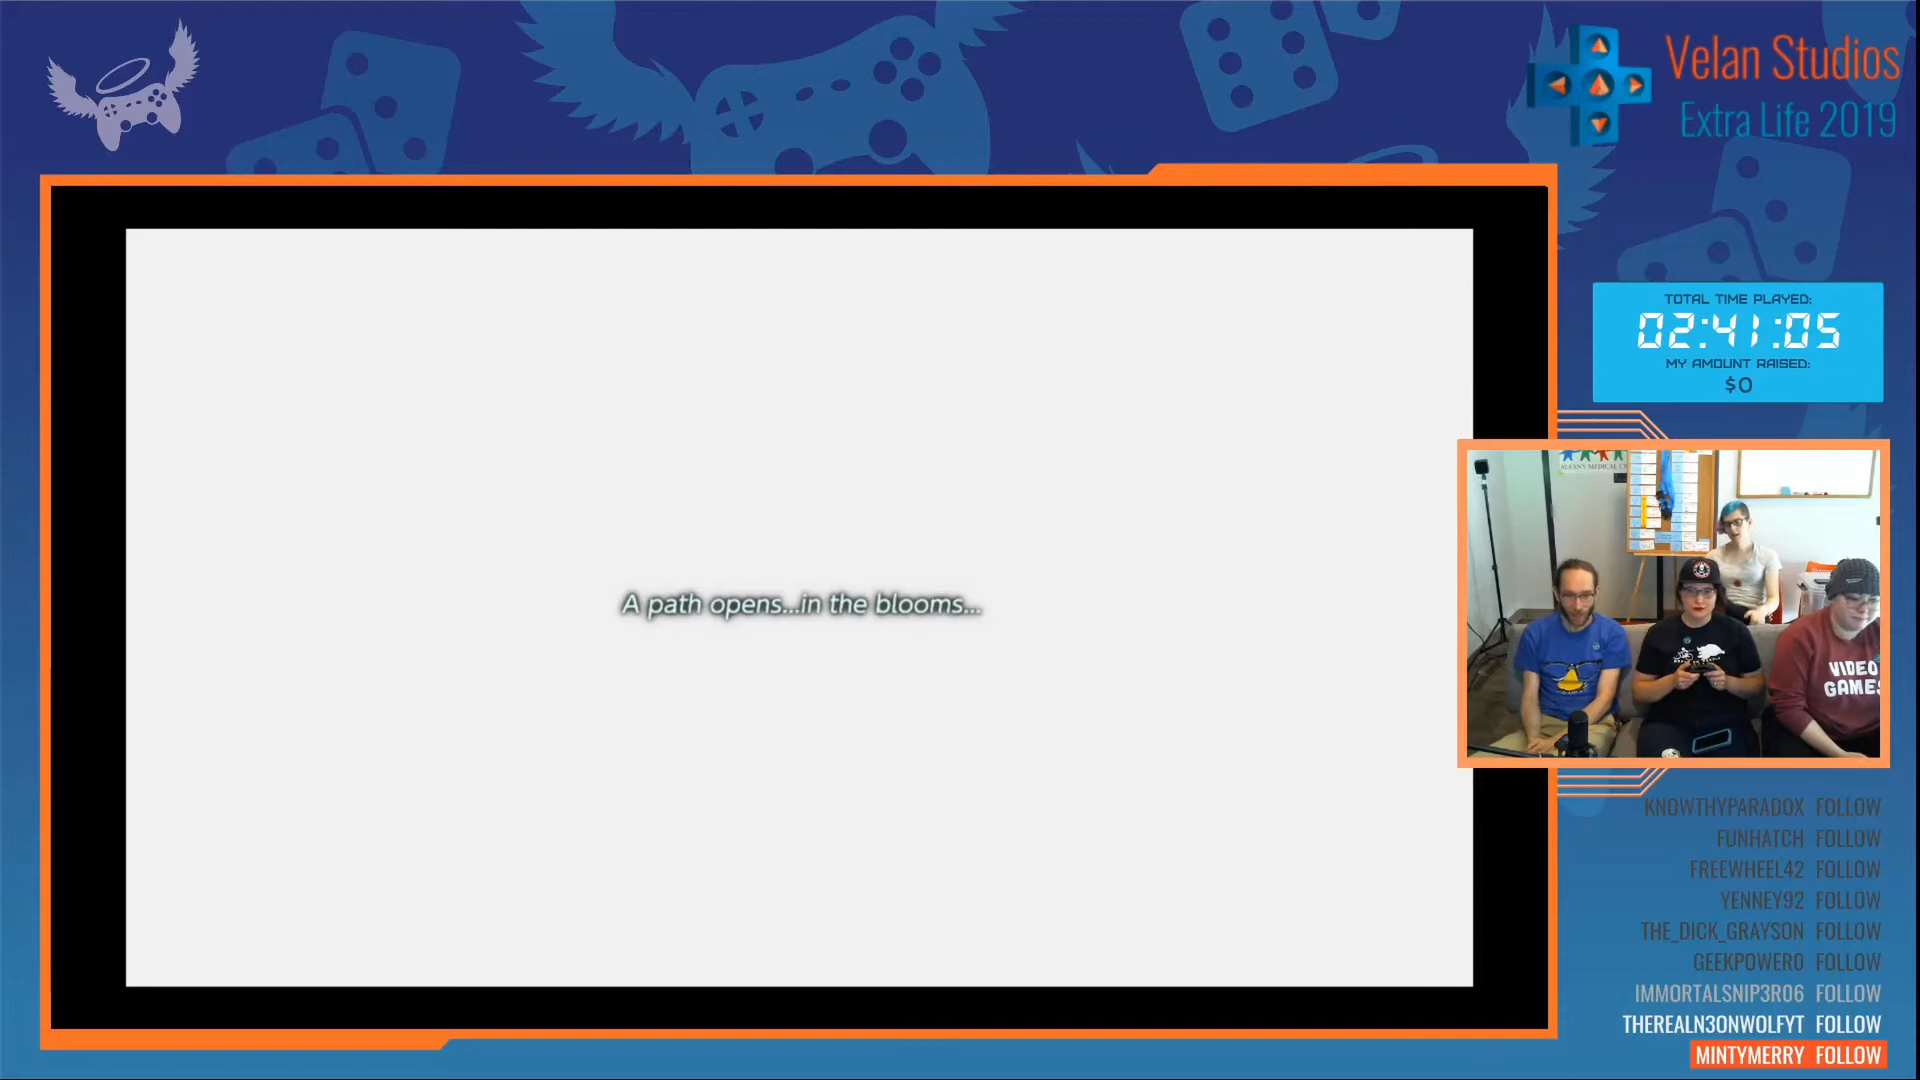 Velan Studios
Extra Life 2019
TOTAL TIME PLAYED:
02:41:05
MY AMOUNT RAISED:
$0
A path opens...in the blooms...
ALBANY MEDICAL
VIDEO
GAMES
KNOWTHYPARADOX FOLLOW
FUNHATCH FOLLOW
FREEWHEEL42 FOLLOW
YENNEY92 FOLLOW
THE_DICK_GRAYSON FOLLOW
GEEKPOWER0 FOLLOW
IMMORTALSNIP3R06 FOLLOW
THEREALN3ONWOLFYT FOLLOW
MINTYMERRY FOLLOW